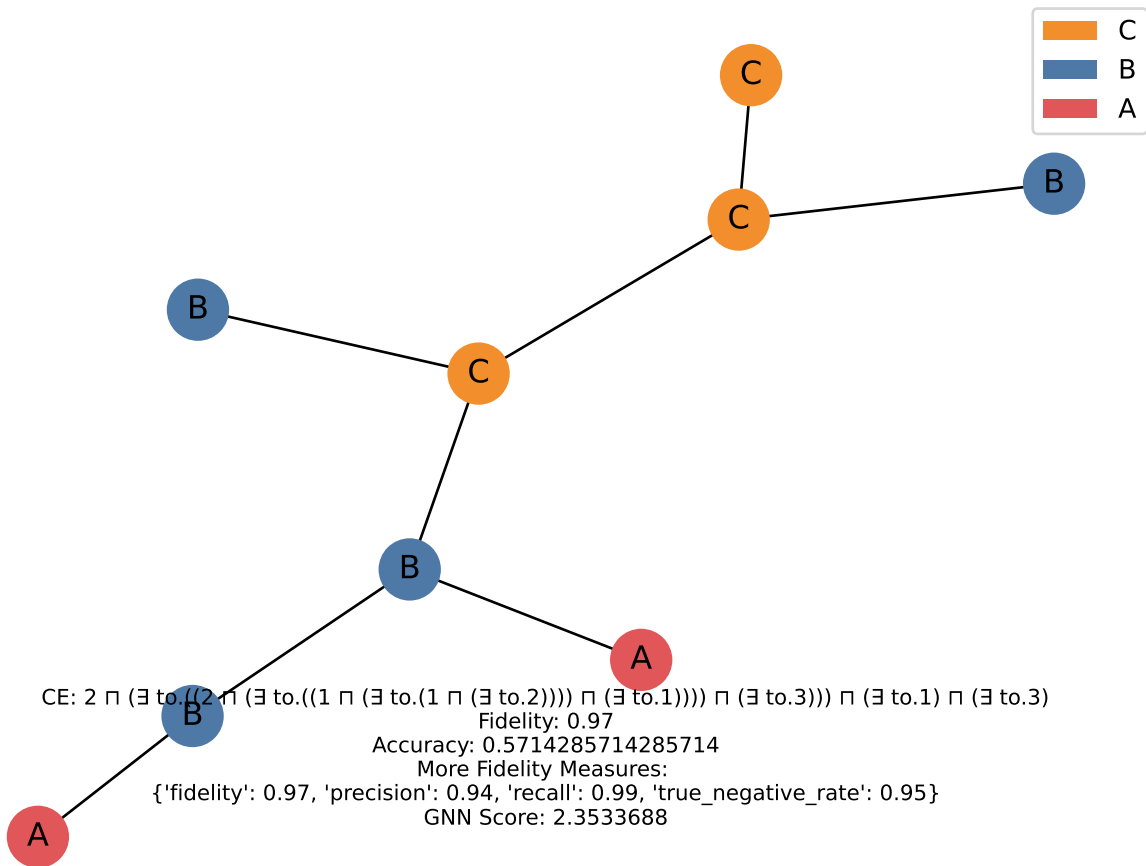 C
C
B
A
C
B
C
B
C
B
A
B
CE: 2 ⊓ (∃ to.((2 ⊓ (∃ to.((1 ⊓ (∃ to.(1 ⊓ (∃ to.2)))) ⊓ (∃ to.1)))) ⊓ (∃ to.3))) ⊓ (∃ to.1) ⊓ (∃ to.3)
Fidelity: 0.97
Accuracy: 0.5714285714285714
More Fidelity Measures:
{'fidelity': 0.97, 'precision': 0.94, 'recall': 0.99, 'true_negative_rate': 0.95}
GNN Score: 2.3533688
A